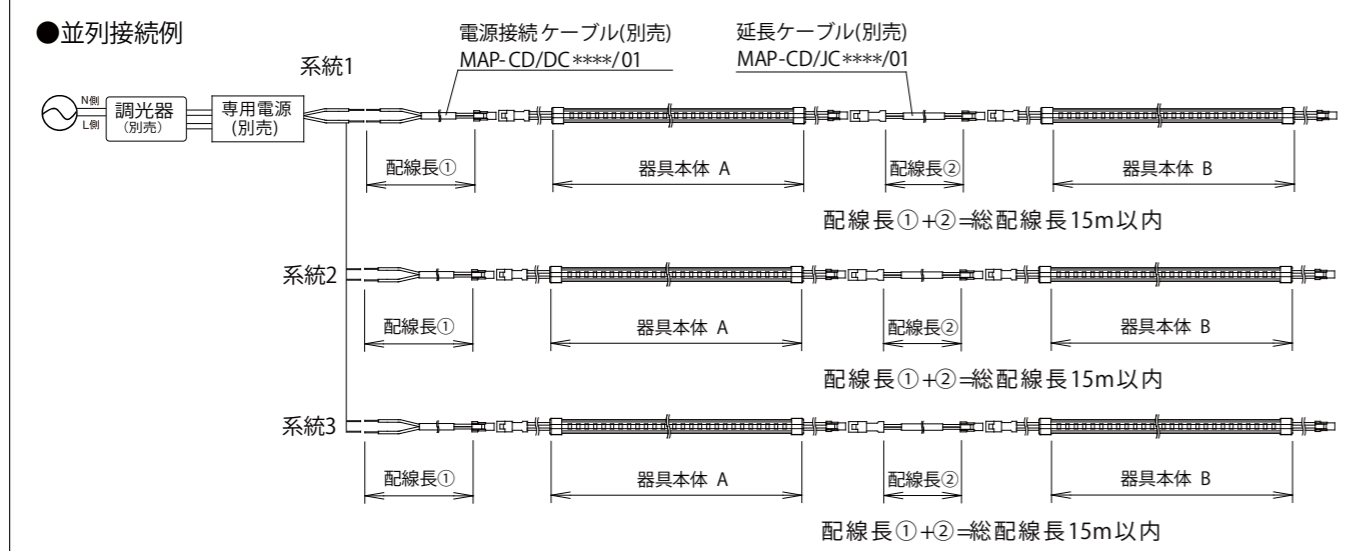 ●並列接続例
電源接続ケーブル(別売)
MAP-CD/DC****/01
延長ケーブル(別売)
MAP-CD/JC****/01
系統1
N側
L側
調光器
(別売)
専用電源
(別売)
配線長①
器具本体 A
配線長②
器具本体 B
配線長①+②=総配線長15m以内
系統2
配線長①
器具本体 A
配線長②
器具本体 B
配線長①+②=総配線長15m以内
系統3
配線長①
器具本体 A
配線長②
器具本体 B
配線長①+②=総配線長15m以内